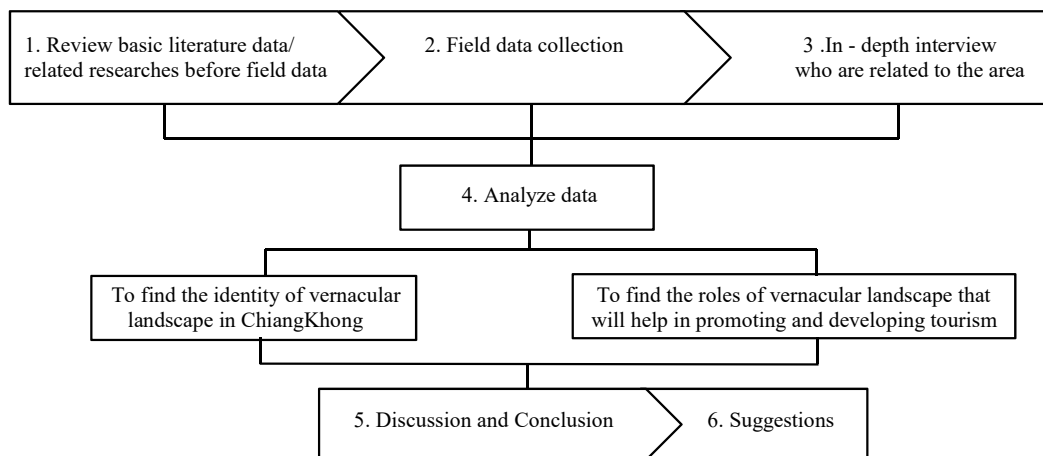 1. Review basic literature data/
related researches before field data
2. Field data collection
3 .In - depth interview
who are related to the area
4. Analyze data
To find the identity of vernacular
landscape in ChiangKhong
To find the roles of vernacular landscape that
will help in promoting and developing tourism
5. Discussion and Conclusion
6. Suggestions